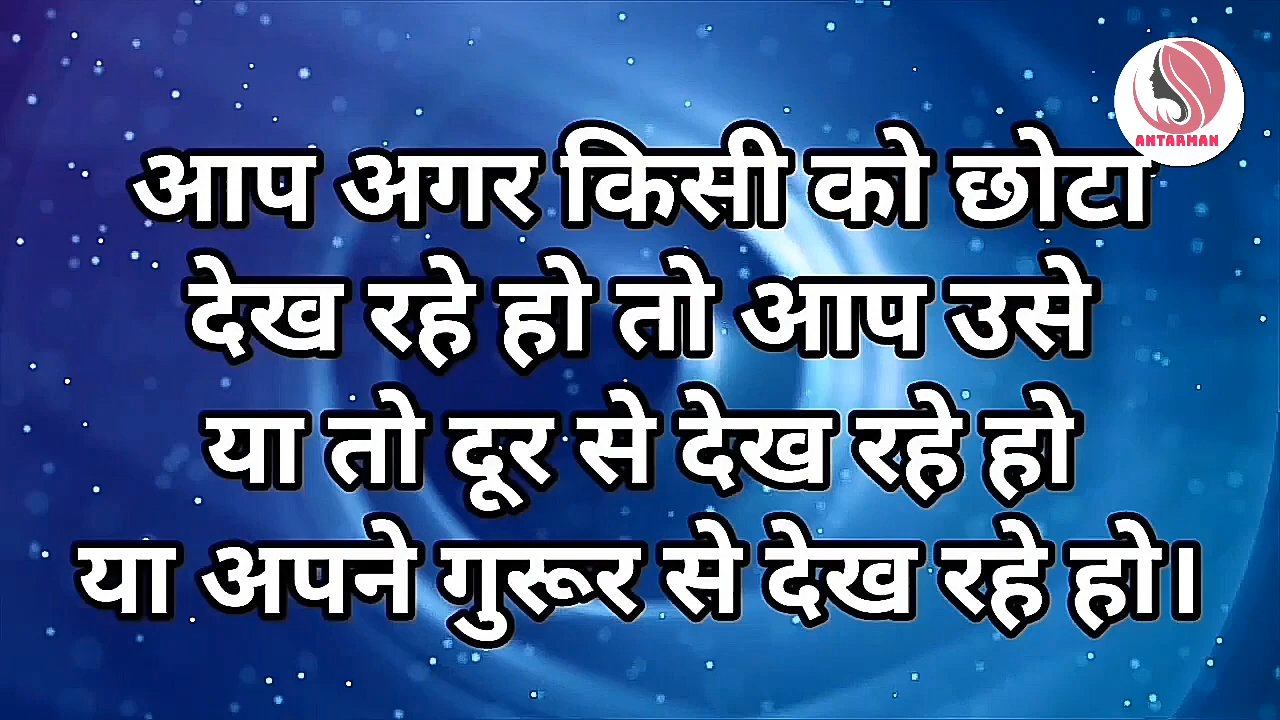 ANTARMAN
आप अगर किसी को छोटा
देख रहे हो तो आप उसे
या तो दूर से देख रहे हो
या अपने गुरूर से देख रहे हो।